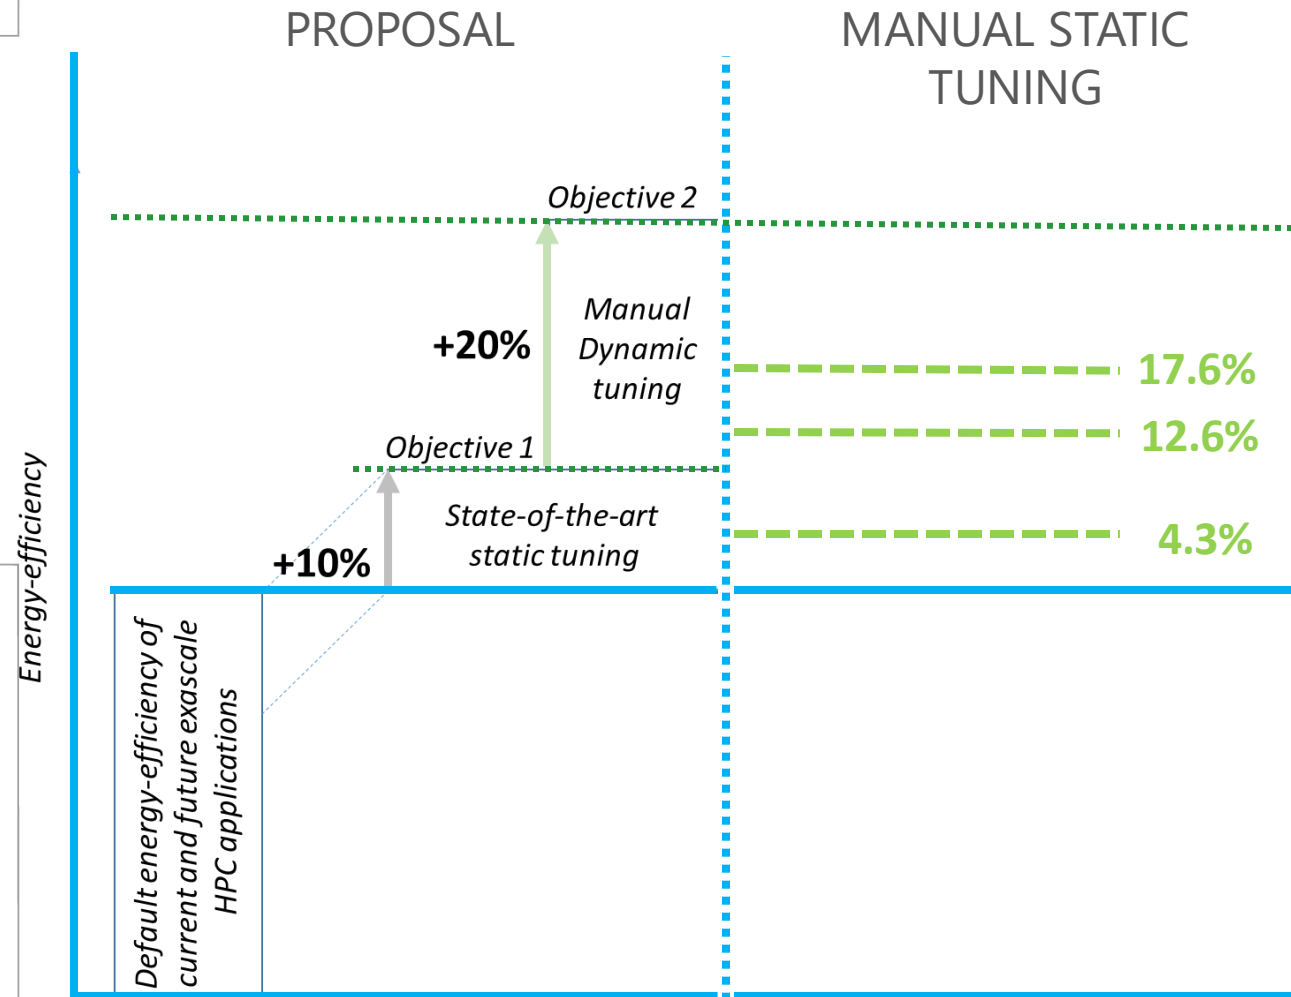 PROPOSAL
MANUAL STATIC
TUNING
Objective 2
+20%
Manual
Dynamic
tuning
17.6%
12.6%
Objective 1
State-of-the-art
static tuning
+10%
4.3%
Energy-efficiency
Default energy-efficiency of
current and future exascale
HPC applications